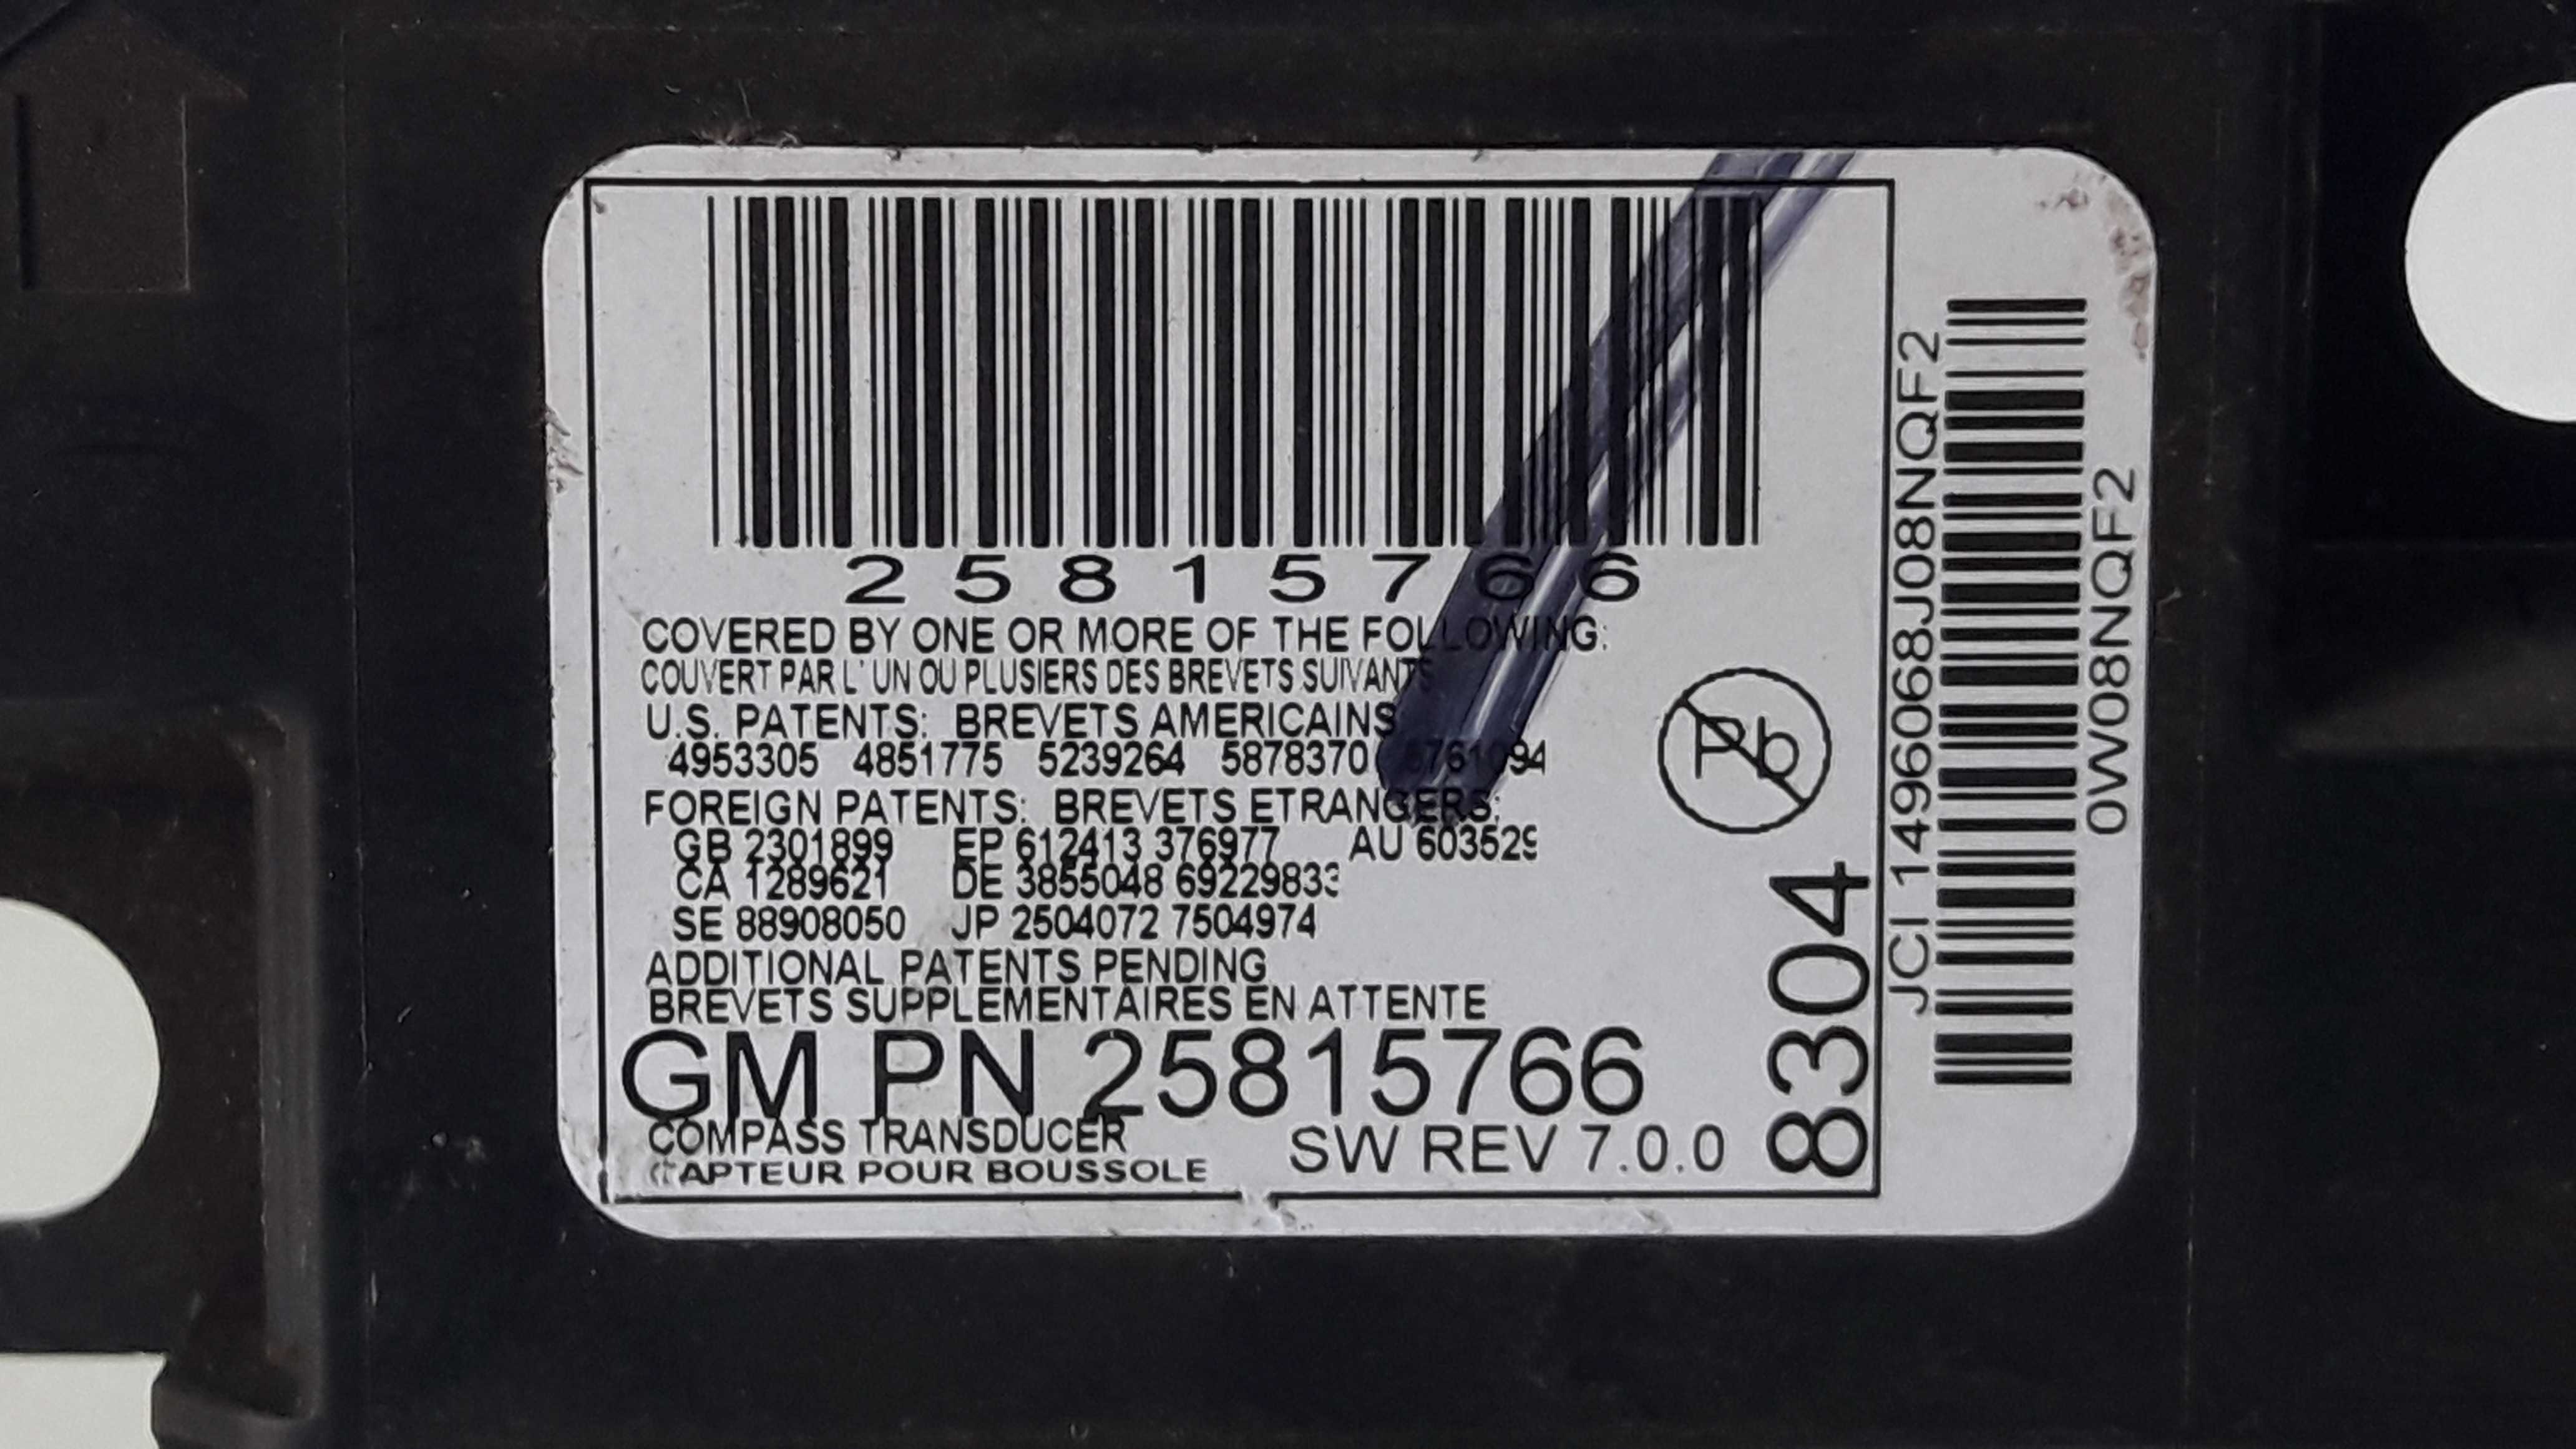 25815766
COVERED BY ONE OR MORE OF THE FOLLOWING:
COUVERT PAR L'UN OU PLUSIERS DES BREVETS SUIVANTS
U.S. PATENTS: BREVETS AMERICAINS
4953305 4851775 5239264 5878370
FOREIGN PATENTS: BREVETS ETRANGERS:
GB 2301899 EP 612413 376977 AU 603529
CA 1289621 DE 3855048 69229833
SE 88908050 JP 2504072 7504974
ADDITIONAL PATENTS PENDING
BREVETS SUPPLEMENTAIRES EN ATTENTE
GM PN 25815766
COMPASS TRANSDUCER
CAPTEUR POUR BOUSSOLE
SW REV 7.0.0
Pb
8304
JCI 1496068J08NQF2
0W08NQF2